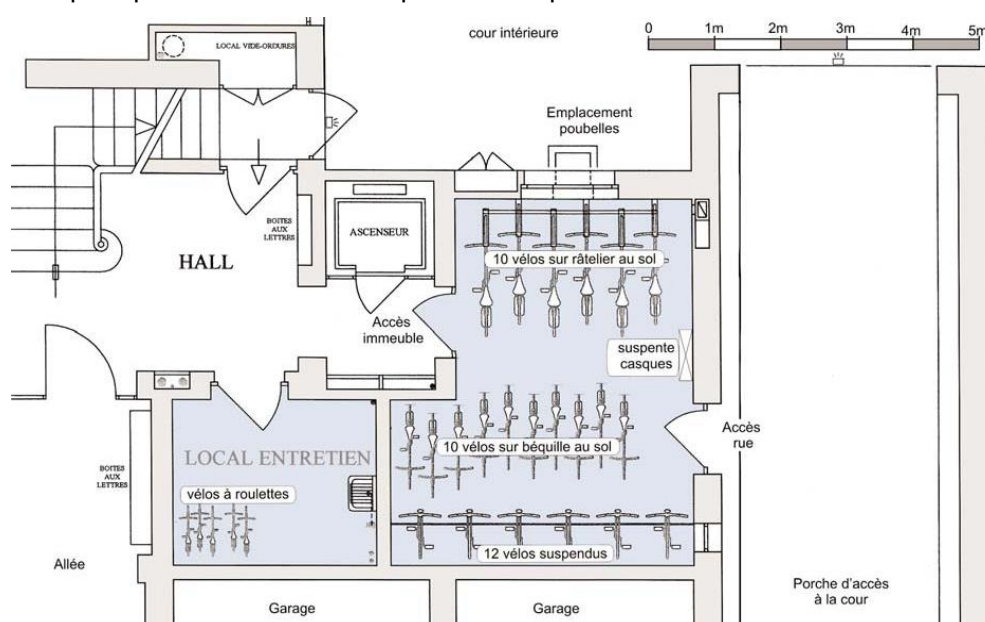 cour intérieure
0 1m 2m 3m 4m 5m
LOCAL VIDE-ORDURES
Emplacement
poubelles
BOITES
AUX
LETTRES
ASCENSEUR
HALL
10 vélos sur râtelier au sol
Accès
immeuble
suspente
casques
Accès
rue
10 vélos sur béquille au sol
LOCAL ENTRETIEN
BOITES
AUX
LETTRES
vélos à roulettes
12 vélos suspendus
Allée
Garage
Garage
Porche d'accès
à la cour